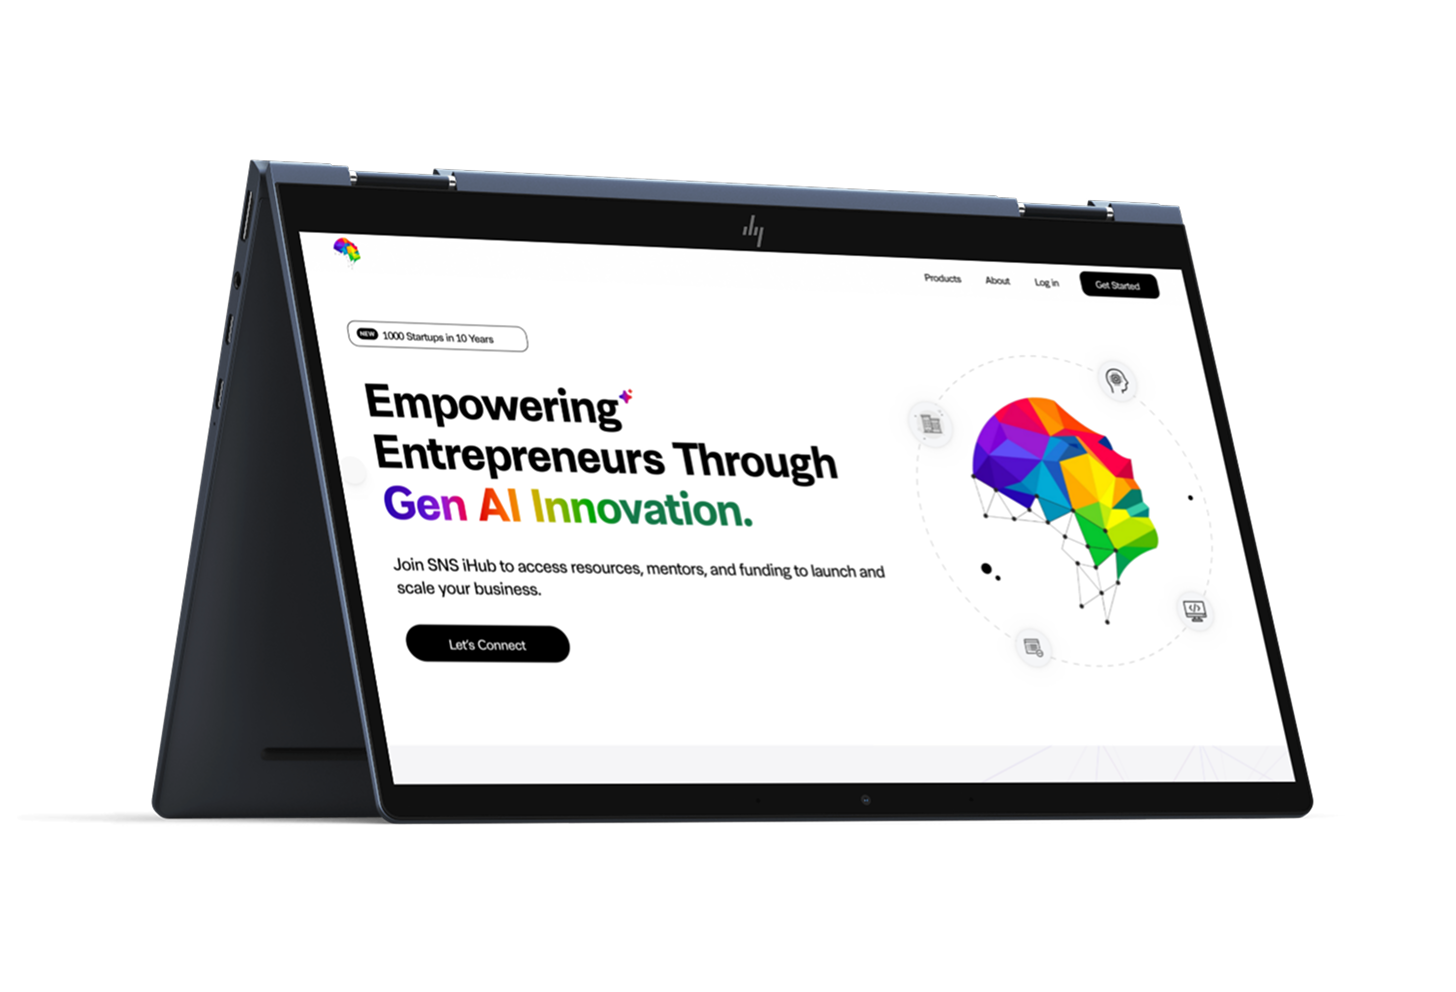 hp
Products About Log in Get Started
NEW 1000 Startups in 10 Years
Empowering
Entrepreneurs Through
Gen AI Innovation.
Join SNS iHub to access resources, mentors, and funding to launch and
scale your business.
Let's Connect